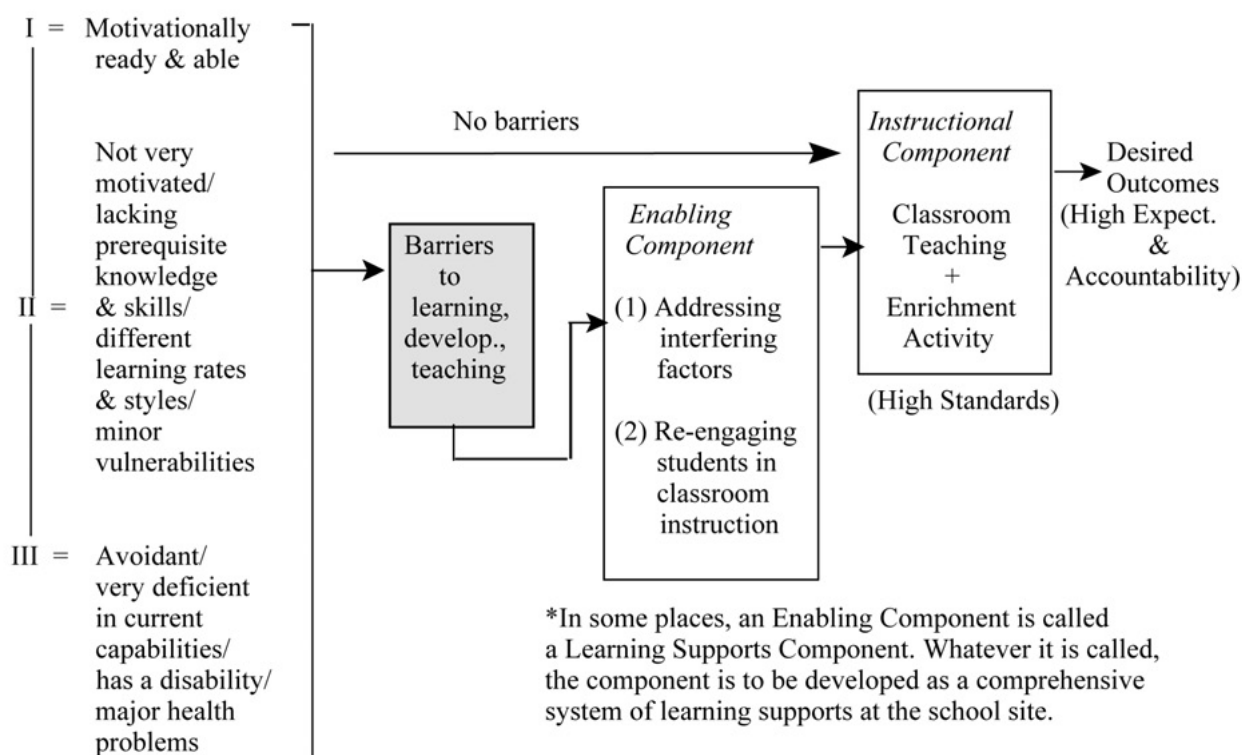 I = Motivationally
ready & able
No barriers
Not very
motivated/
lacking
prerequisite
knowledge
II = & skills/
different
learning rates
& styles/
minor
vulnerabilities
III = Avoidant/
very deficient
in current
capabilities/
has a disability/
major health
problems
Barriers
to
learning,
develop.,
teaching
Enabling
Component
(1) Addressing
interfering
factors
(2) Re-engaging
students in
classroom
instruction
Instructional
Component
Classroom
Teaching
+
Enrichment
Activity
(High Standards)
Desired
Outcomes
(High Expect.
&
Accountability)
*In some places, an Enabling Component is called
a Learning Supports Component. Whatever it is called,
the component is to be developed as a comprehensive
system of learning supports at the school site.